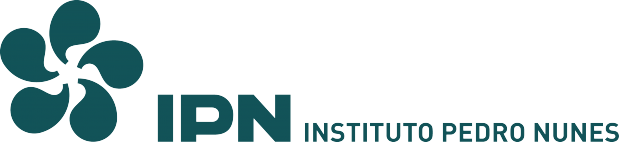 IPN INSTITUTO PEDRO NUNES